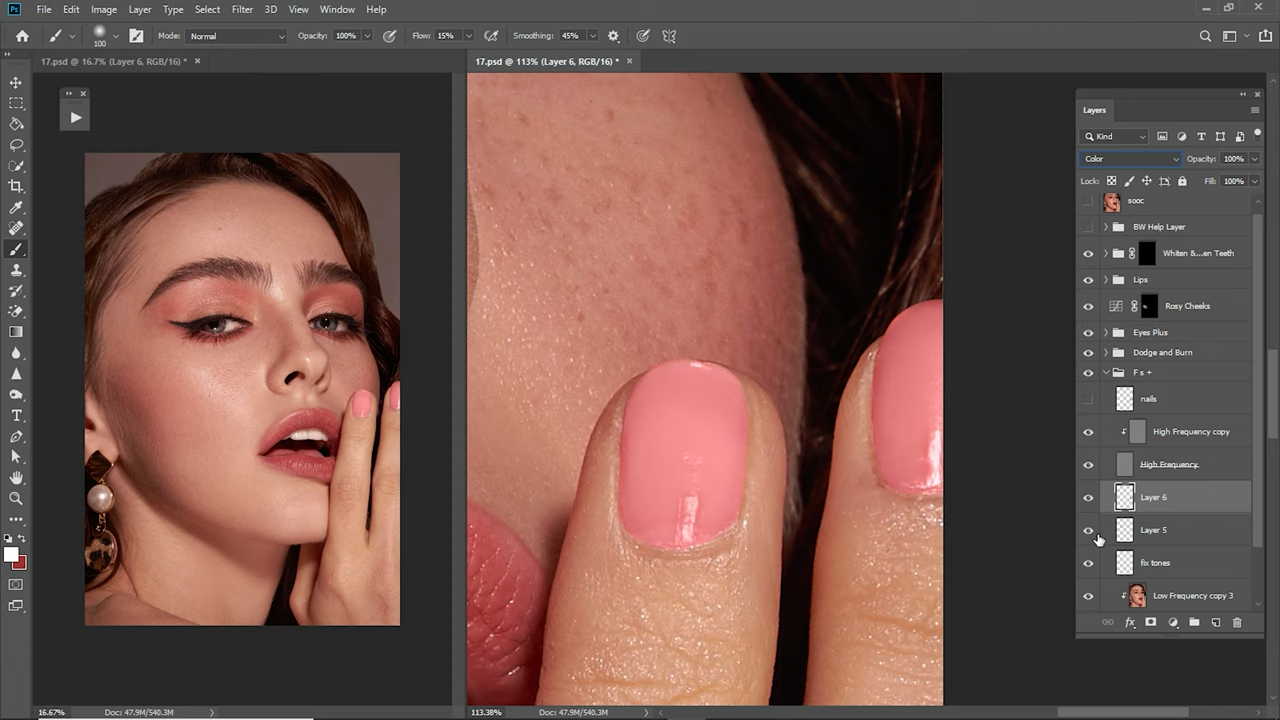 Ps File Edit Image Layer Type Select Filter 3D View Window Help
100 Mode: Normal Opacity: 100% Flow: 15% Smoothing: 45%
17.psd @ 16.7% (Layer 6, RGB/16) *
17.psd @ 113% (Layer 6, RGB/16) *
Layers
Kind
Color Opacity: 100%
Lock: Fill: 100%
sooc
BW Help Layer
Whiten &...en Teeth
Lips
Rosy Cheeks
Eyes Plus
Dodge and Burn
F s +
nails
High Frequency copy
High Frequency
Layer 6
Layer 5
fix tones
Low Frequency copy 3
fx
16.67% Doc: 47.9M/540.3M
113.38% Doc: 47.9M/540.3M